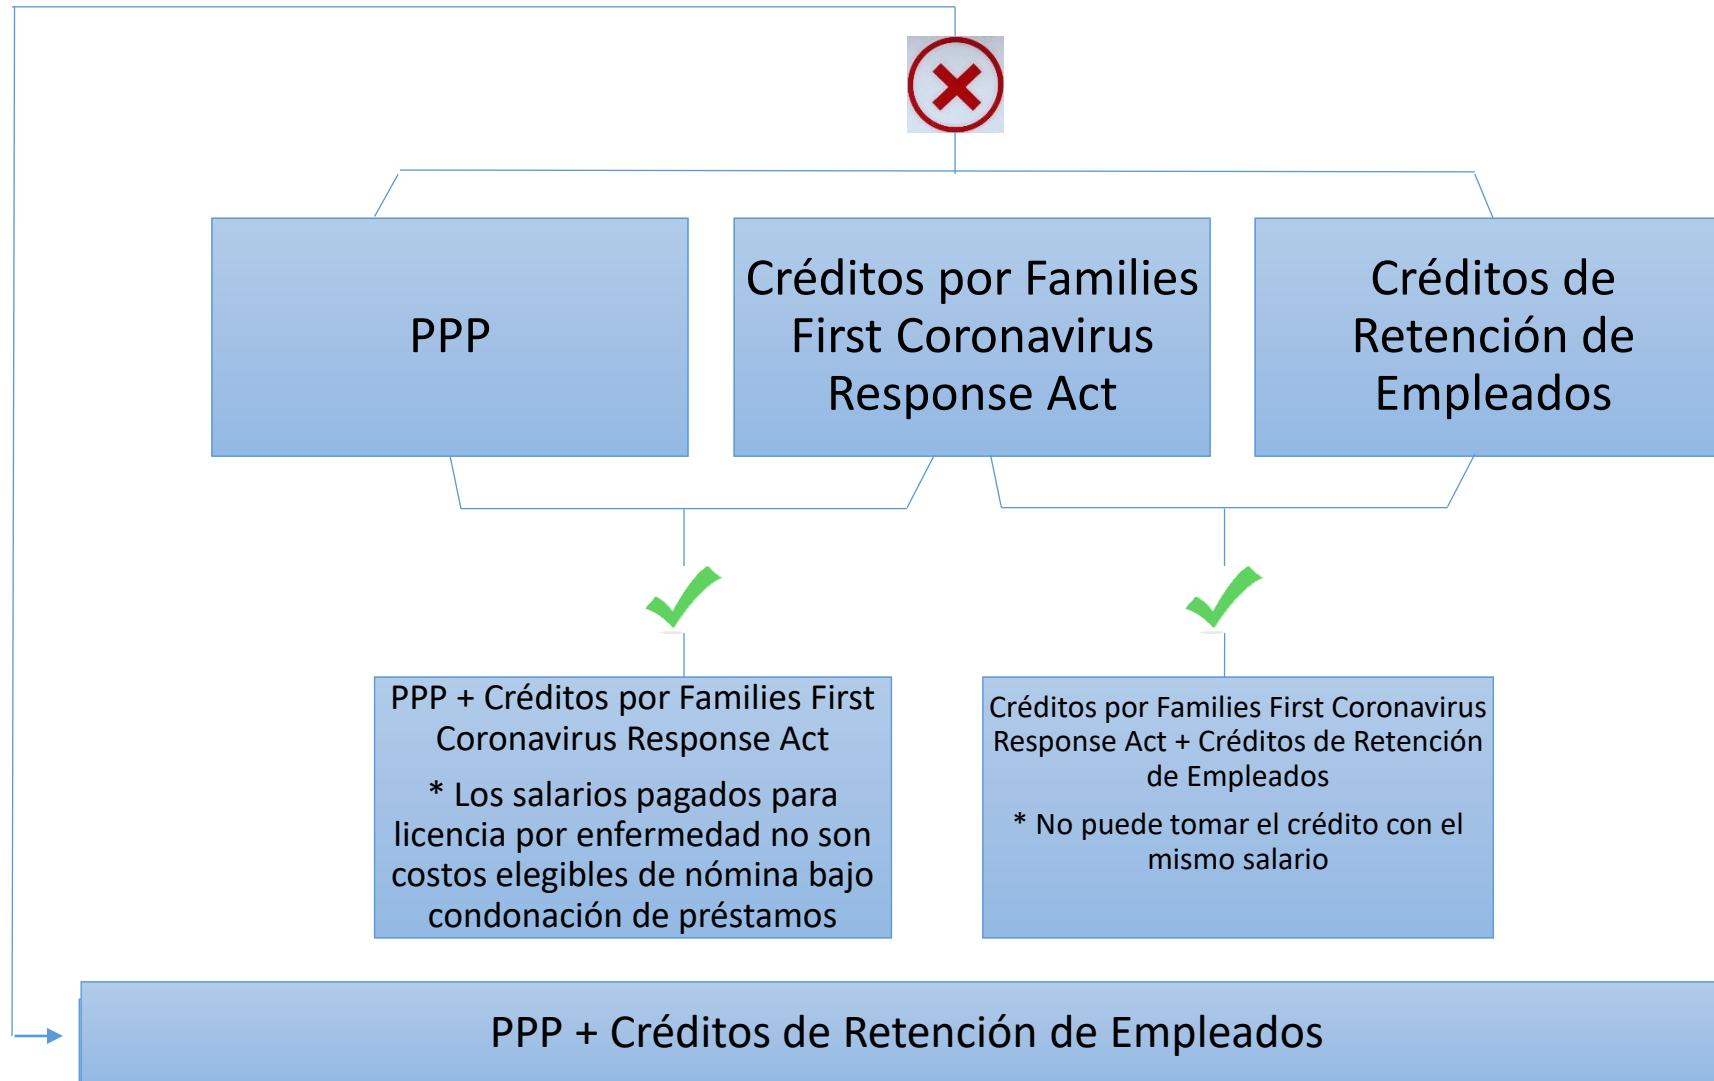 PPP
Créditos por Families
First Coronavirus
Response Act
Créditos de
Retención de
Empleados
PPP + Créditos por Families First
Coronavirus Response Act
* Los salarios pagados para
licencia por enfermedad no son
costos elegibles de nómina bajo
condonación de préstamos
Créditos por Families First Coronavirus
Response Act + Créditos de Retención
de Empleados
* No puede tomar el crédito con el
mismo salario
PPP + Créditos de Retención de Empleados